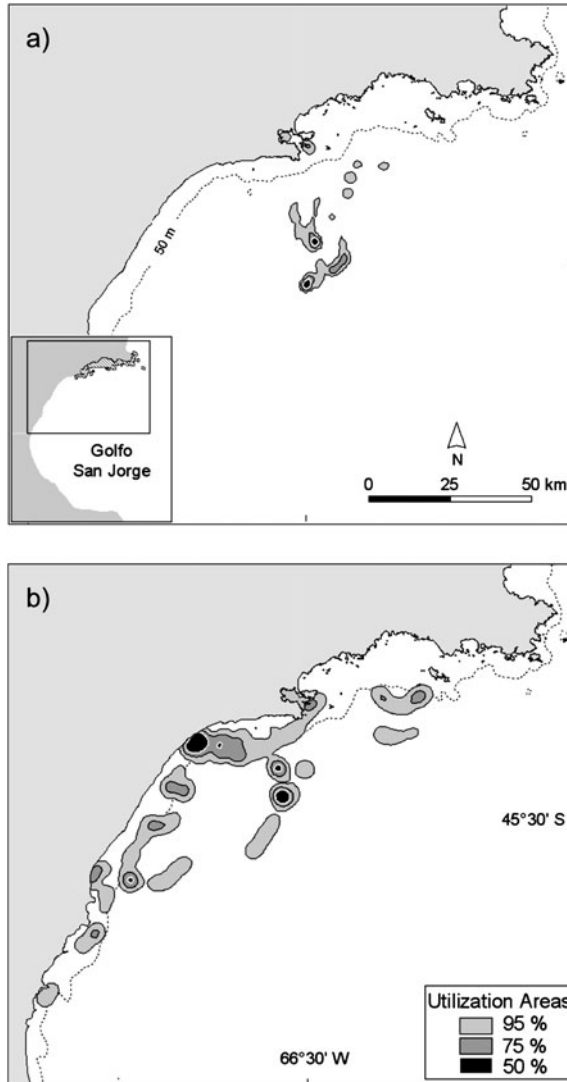 a)
50 m
Golfo
San Jorge
N
0 25 50 km
b)
45°30' S
66°30' W
Utilization Areas
95 %
75 %
50 %